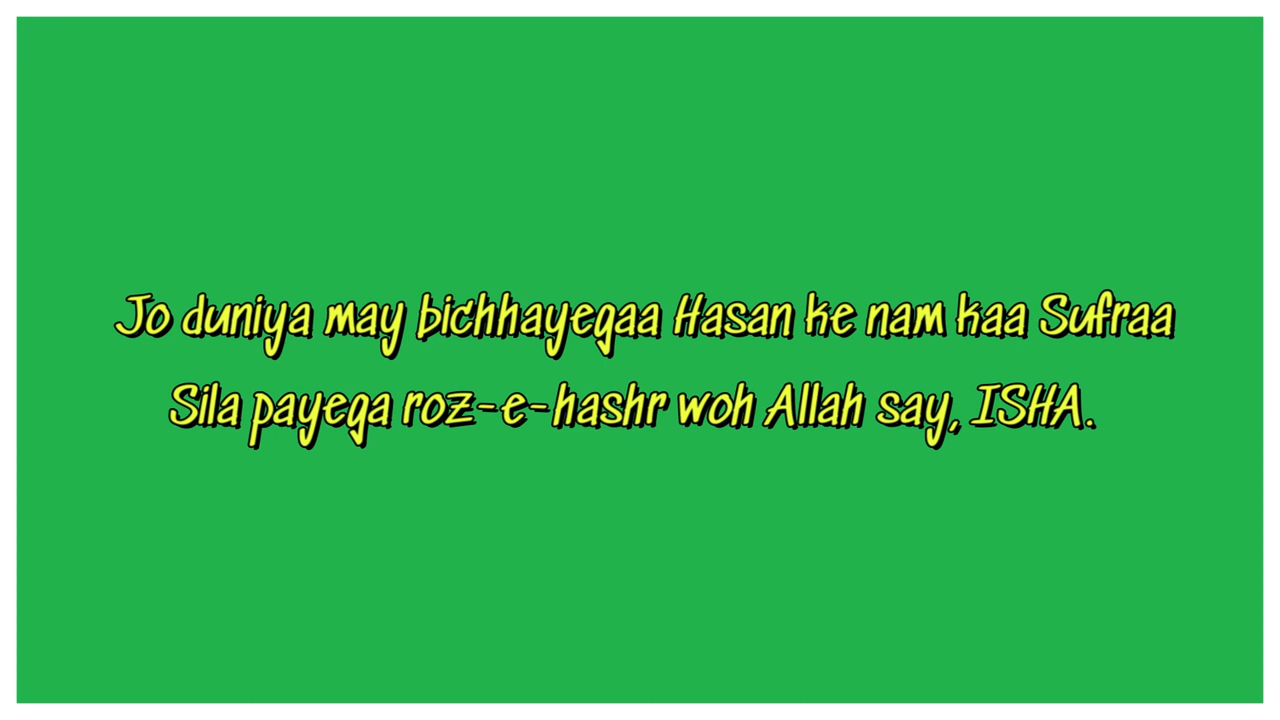 Jo duniya may bichhayegaa Hasan ke nam kaa Sufraa
Sila payega roz-e-hashr woh Allah say, ISHA.